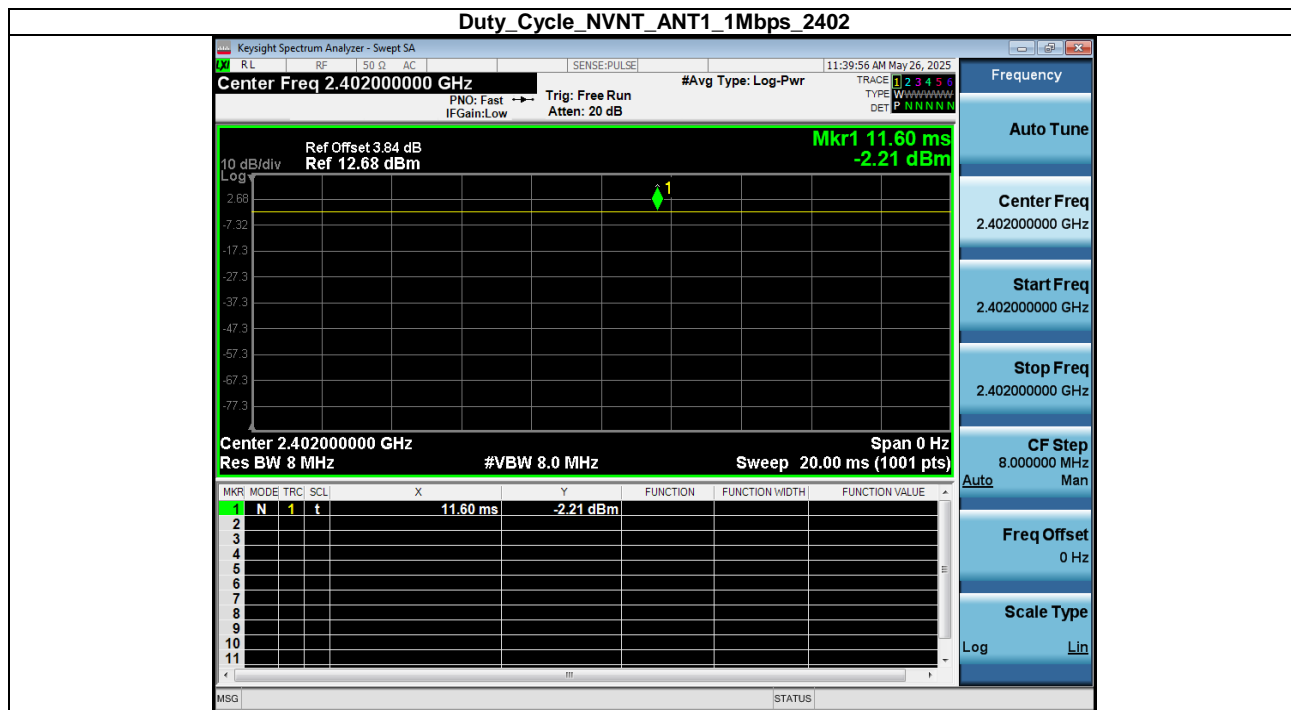 Duty_Cycle_NVNT_ANT1_1Mbps_2402
Keysight Spectrum Analyzer - Swept SA
LXI RL RF 50 Ω AC SENSE:PULSE 11:39:56 AM May 26, 2025
Center Freq 2.402000000 GHz
#Avg Type: Log-Pwr
TRACE 1 2 3 4 5 6
TYPE WWWWWW
DET P N N N N N
PNO: Fast
IFGain:Low
Trig: Free Run
Atten: 20 dB
Mkr1 11.60 ms
-2.21 dBm
Ref Offset 3.84 dB
10 dB/div Ref 12.68 dBm
Log
1
2.68
-7.32
-17.3
-27.3
-37.3
-47.3
-57.3
-67.3
-77.3
Center 2.402000000 GHz Span 0 Hz
Res BW 8 MHz #VBW 8.0 MHz Sweep 20.00 ms (1001 pts)
MKR MODE TRC SCL X Y FUNCTION FUNCTION WIDTH FUNCTION VALUE
1 N 1 t 11.60 ms -2.21 dBm
2
3
4
5
6
7
8
9
10
11
MSG STATUS
Frequency
Auto Tune
Center Freq
2.402000000 GHz
Start Freq
2.402000000 GHz
Stop Freq
2.402000000 GHz
CF Step
8.000000 MHz
Auto Man
Freq Offset
0 Hz
Scale Type
Log Lin